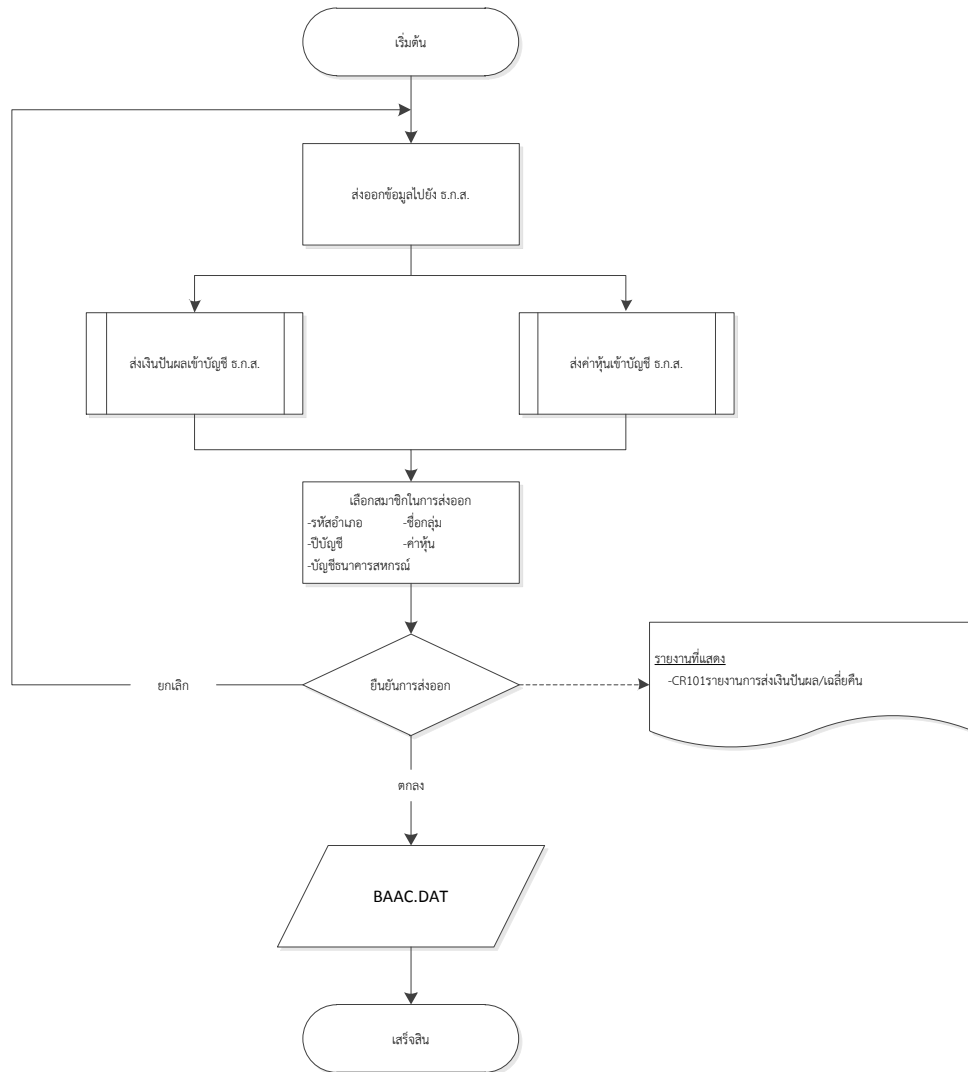 เริ่มต้น
ส่งออกข้อมูลไปยัง ธ.ก.ส.
ส่งเงินปันผลเข้าบัญชี ธ.ก.ส.
ส่งค่าหุ้นเข้าบัญชี ธ.ก.ส.
เลือกสมาชิกในการส่งออก
-รหัสอำเภอ -ชื่อกลุ่ม
-ปีบัญชี -ค่าหุ้น
-บัญชีธนาคารสหกรณ์
ยกเลิก
ยืนยันการส่งออก
รายงานที่แสดง
-CR101รายงานการส่งเงินปันผล/เฉลี่ยคืน
ตกลง
BAAC.DAT
เสร็จสิน